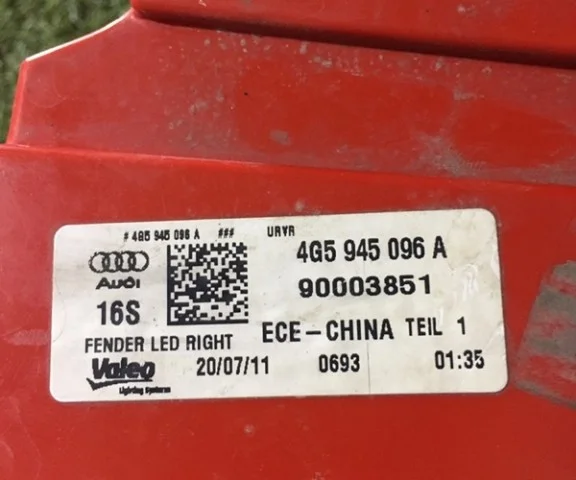 # 4G5 945 096 A ### URVR
Audi
4G5 945 096 A
90003851
16S
ECE-CHINA TEIL 1
FENDER LED RIGHT
Valeo
Lighting Systems
20/07/11 0693 01:35